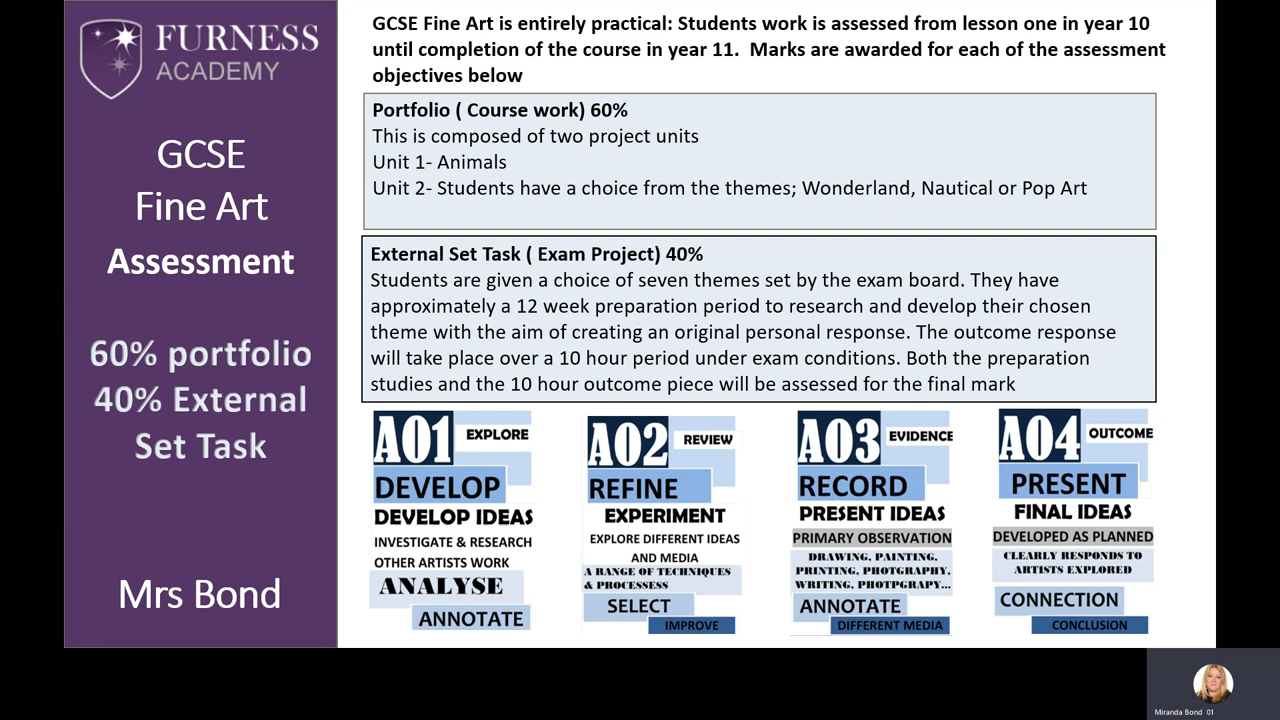 FURNESS
ACADEMY
GCSE
Fine Art
Assessment
60% portfolio
40% External
Set Task
Mrs Bond
GCSE Fine Art is entirely practical: Students work is assessed from lesson one in year 10
until completion of the course in year 11. Marks are awarded for each of the assessment
objectives below
Portfolio ( Course work) 60%
This is composed of two project units
Unit 1- Animals
Unit 2- Students have a choice from the themes; Wonderland, Nautical or Pop Art
External Set Task ( Exam Project) 40%
Students are given a choice of seven themes set by the exam board. They have
approximately a 12 week preparation period to research and develop their chosen
theme with the aim of creating an original personal response. The outcome response
will take place over a 10 hour period under exam conditions. Both the preparation
studies and the 10 hour outcome piece will be assessed for the final mark
AO1 EXPLORE
DEVELOP
DEVELOP IDEAS
INVESTIGATE & RESEARCH
OTHER ARTISTS WORK
ANALYSE
ANNOTATE
AO2 REVIEW
REFINE
EXPERIMENT
EXPLORE DIFFERENT IDEAS
AND MEDIA
A RANGE OF TECHNIQUES
& PROCESSESS
SELECT
IMPROVE
AO3 EVIDENCE
RECORD
PRESENT IDEAS
PRIMARY OBSERVATION
DRAWING, PAINTING,
PRINTING, PHOTGRAPHY,
WRITING, PHOTPGRAPY...
ANNOTATE
DIFFERENT MEDIA
AO4 OUTCOME
PRESENT
FINAL IDEAS
DEVELOPED AS PLANNED
CLEARLY RESPONDS TO
ARTISTS EXPLORED
CONNECTION
CONCLUSION
Miranda Bond 01